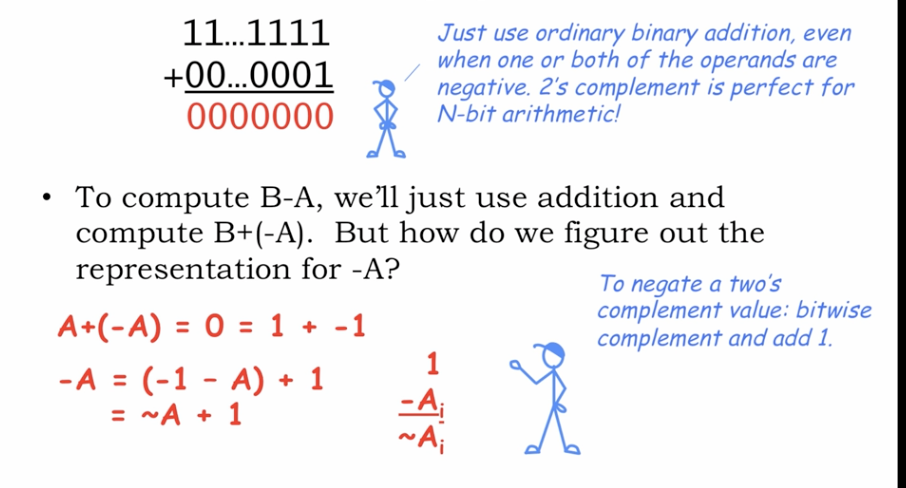 11...1111
+00...0001
0000000
Just use ordinary binary addition, even
when one or both of the operands are
negative. 2's complement is perfect for
N-bit arithmetic!
• To compute B-A, we'll just use addition and
compute B+(-A). But how do we figure out the
representation for -A?
To negate a two's
complement value: bitwise
complement and add 1.
A+(-A) = 0 = 1 + -1
-A = (-1 - A) + 1
= ~A + 1
1
-Ai
~Ai